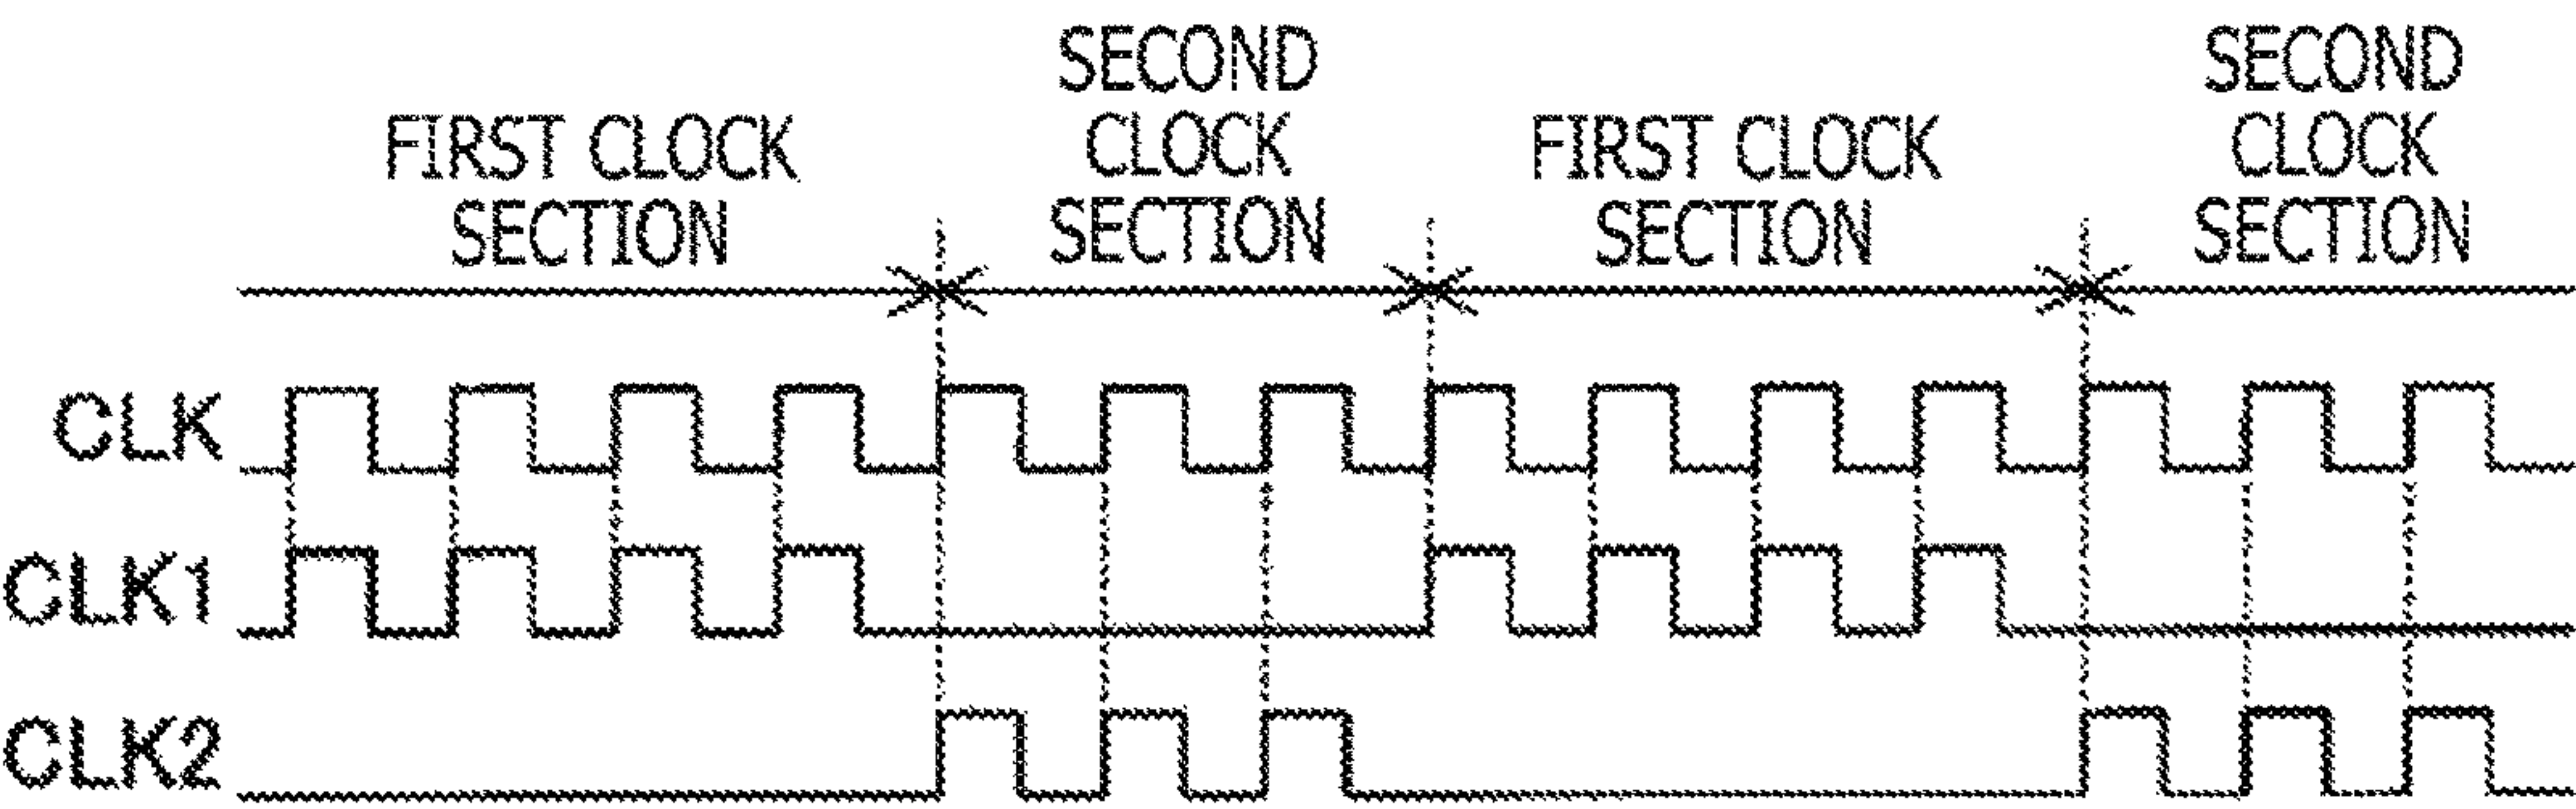 FIRST CLOCK
SECTION
SECOND
CLOCK
SECTION
FIRST CLOCK
SECTION
SECOND
CLOCK
SECTION
CLK
CLK1
CLK2